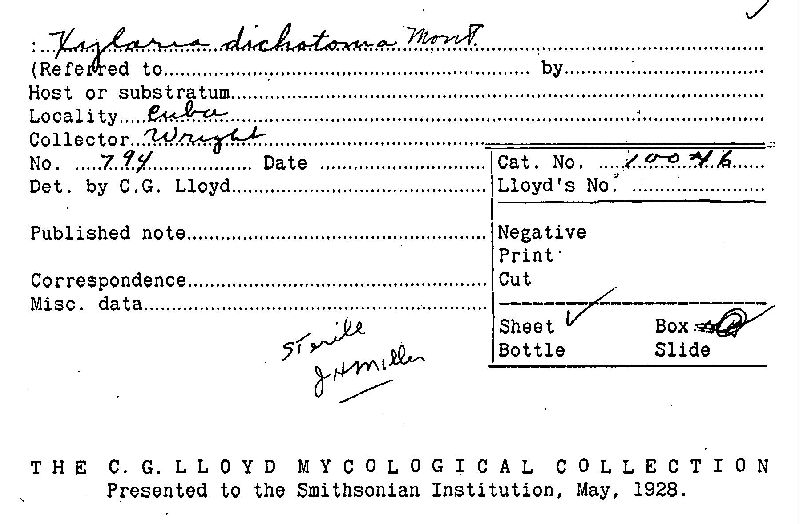 : Xylaria dichotoma Mont.
(Referred to.......... by..........
Host or substratum..........
Locality.... Cuba
Collector.. Wright
No. .... 794 .......... Date ..........
Cat. No. .... 10046
Det. by C.G. Lloyd..........
Lloyd's No. ..........
Published note..........
Negative
Print
Correspondence..........
Cut
Misc. data..........
Sheet ✓ Box
Bottle Slide
Sterile
JHMiller
THE C.G. LLOYD MYCOLOGICAL COLLECTION
Presented to the Smithsonian Institution, May, 1928.